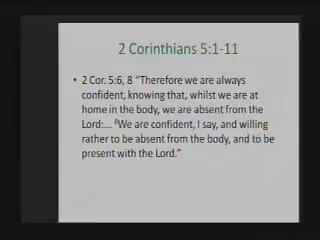 2 Corinthians 5:1-11
• 2 Cor. 5:6, 8 “Therefore we are always
confident, knowing that, whilst we are at
home in the body, we are absent from the
Lord:... ⁸We are confident, I say, and willing
rather to be absent from the body, and to be
present with the Lord.”